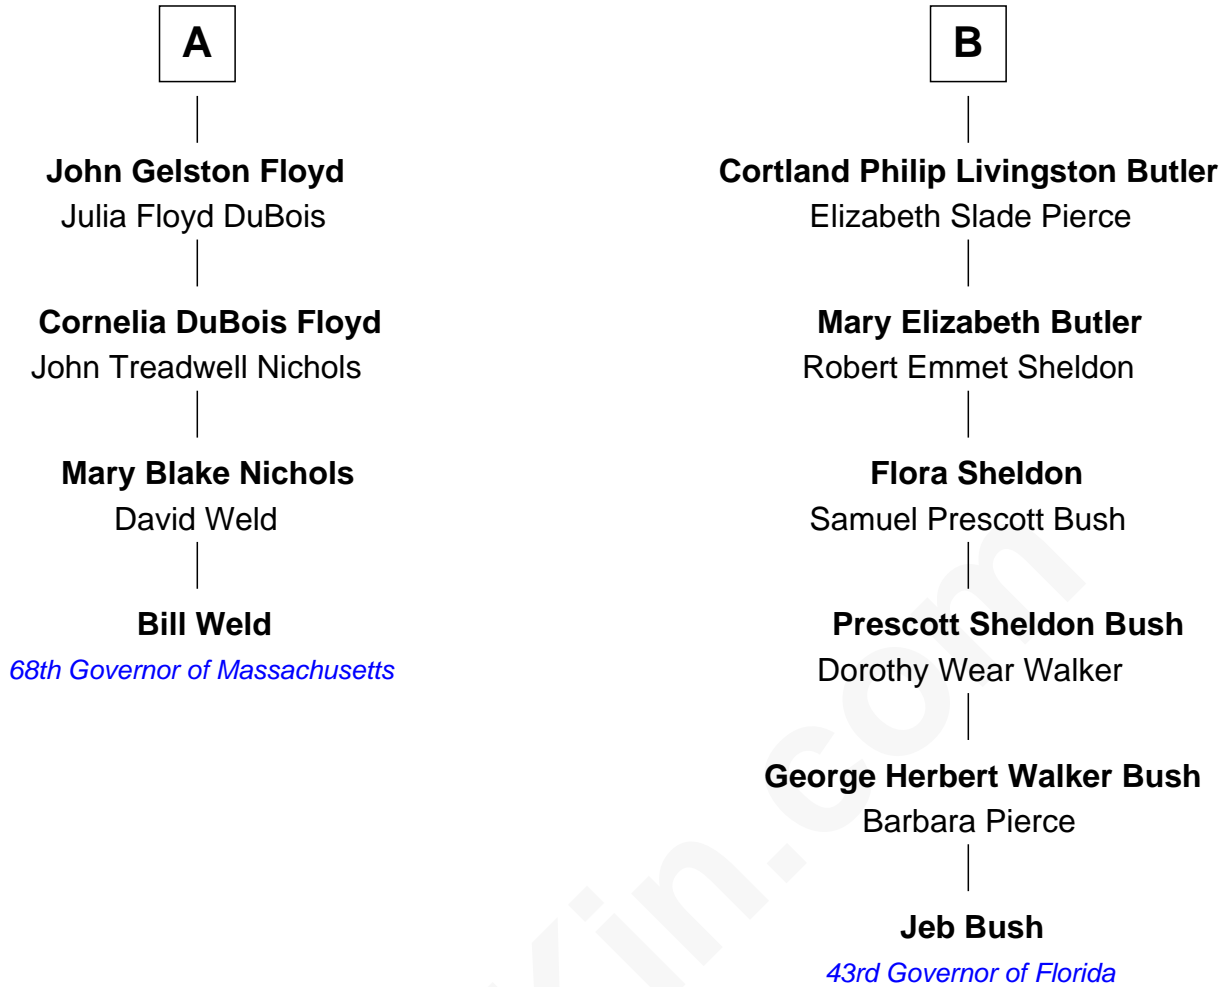 A
John Gelston Floyd
Julia Floyd DuBois
Cornelia DuBois Floyd
John Treadwell Nichols
Mary Blake Nichols
David Weld
Bill Weld
68th Governor of Massachusetts
B
Cortland Philip Livingston Butler
Elizabeth Slade Pierce
Mary Elizabeth Butler
Robert Emmet Sheldon
Flora Sheldon
Samuel Prescott Bush
Prescott Sheldon Bush
Dorothy Wear Walker
George Herbert Walker Bush
Barbara Pierce
Jeb Bush
43rd Governor of Florida